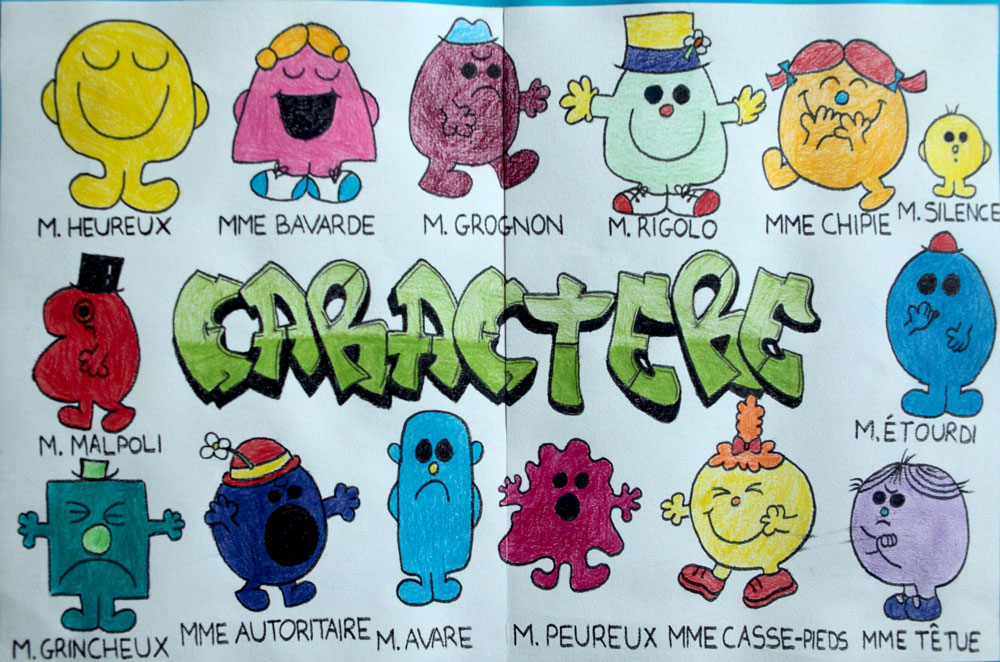 M. HEUREUX
MME BAVARDE
M. GROGNON
M. RIGOLO
MME CHIPIE
M. SILENCE
CARACTERE
M. MALPOLI
M. ÉTOURDI
M. GRINCHEUX
MME AUTORITAIRE
M. AVARE
M. PEUREUX
MME CASSE-PIEDS
MME TÊTUE